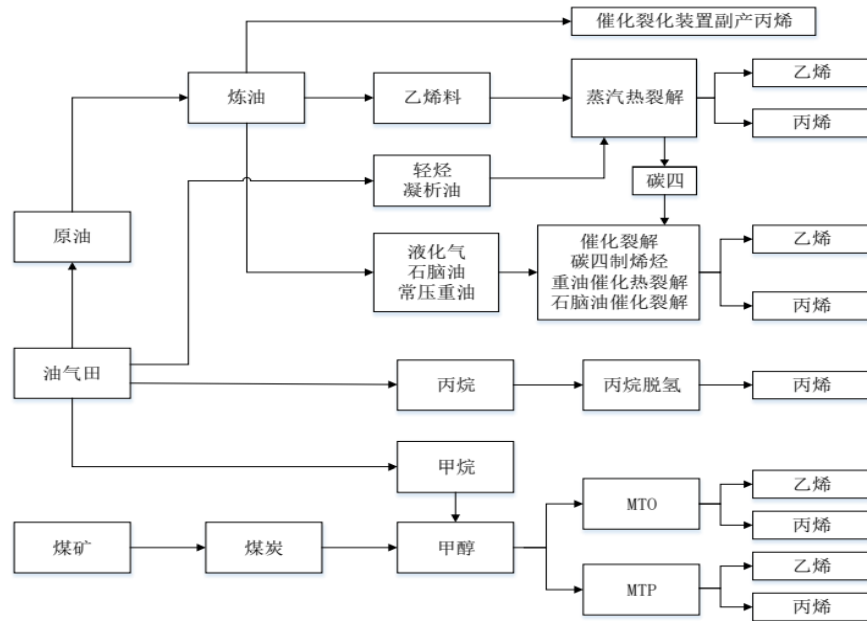 催化裂化装置副产丙烯
炼油
乙烯料
蒸汽热裂解
乙烯
丙烯
轻烃
凝析油
碳四
原油
液化气
石脑油
常压重油
催化裂解
碳四制烯烃
重油催化热裂解
石脑油催化裂解
乙烯
丙烯
油气田
丙烷
丙烷脱氢
丙烯
甲烷
煤矿
煤炭
甲醇
MTO
乙烯
丙烯
MTP
乙烯
丙烯